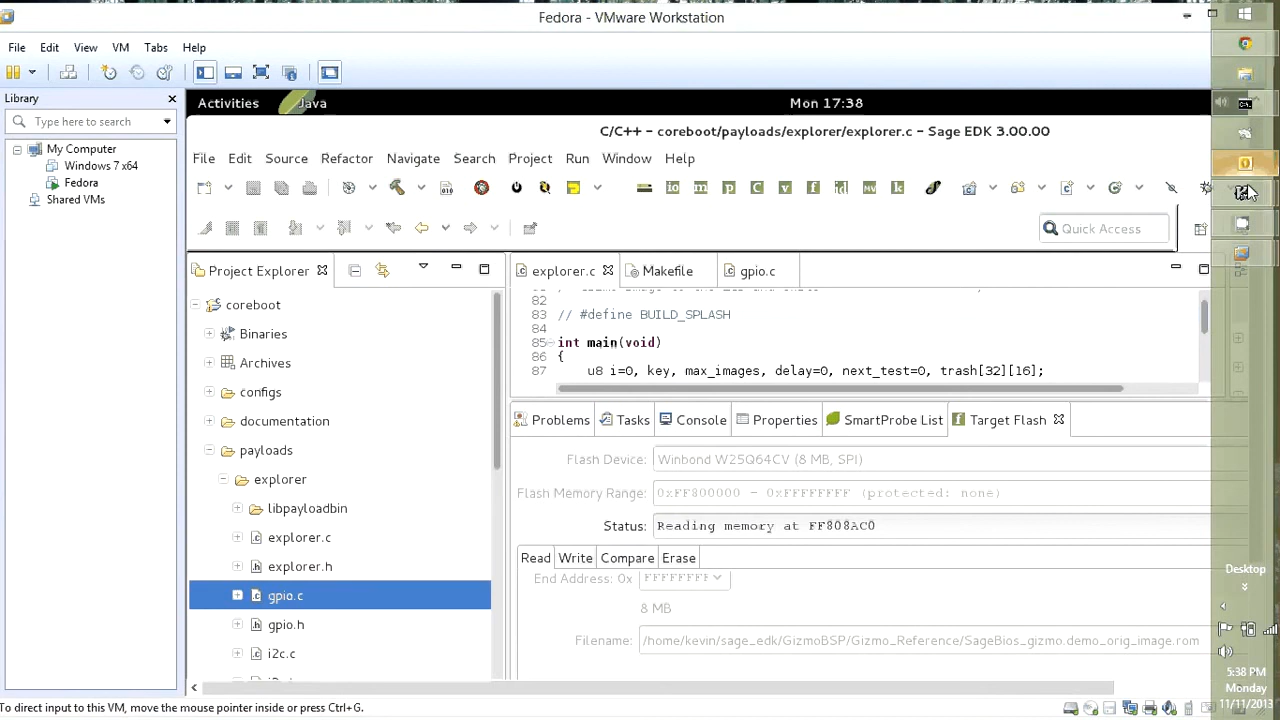 Fedora - VMware Workstation
File Edit View VM Tabs Help
Library
Type here to search
My Computer
Windows 7 x64
Fedora
Shared VMs
Activities Java Mon 17:38
C/C++ - coreboot/payloads/explorer/explorer.c - Sage EDK 3.00.00
File Edit Source Refactor Navigate Search Project Run Window Help
Quick Access
Project Explorer
coreboot
Binaries
Archives
configs
documentation
payloads
explorer
libpayloadbin
explorer.c
explorer.h
gpio.c
gpio.h
i2c.c
explorer.c Makefile gpio.c
82
83 // #define BUILD_SPLASH
84
85 int main(void)
86 {
87 u8 i=0, key, max_images, delay=0, next_test=0, trash[32][16];
Problems Tasks Console Properties SmartProbe List Target Flash
Flash Device: Winbond W25Q64CV (8 MB, SPI)
Flash Memory Range: 0xFF800000 - 0xFFFFFFFF (protected: none)
Status: Reading memory at FF808AC0
Read Write Compare Erase
End Address: 0x FFFFFFFF
8 MB
Filename: /home/kevin/sage_edk/GizmoBSP/Gizmo_Reference/SageBios_gizmo.demo_orig_image.rom
Desktop
5:38 PM
Monday
11/11/2013
To direct input to this VM, move the mouse pointer inside or press Ctrl+G.